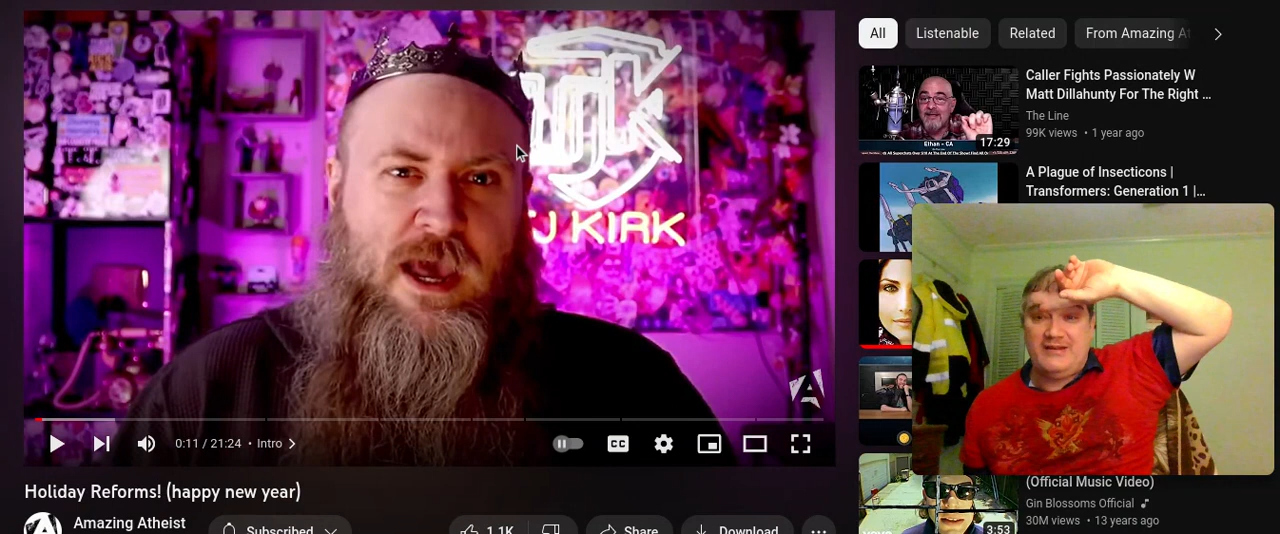 J KIRK
0:11 / 21:24 • Intro
CC
Holiday Reforms! (happy new year)
Amazing Atheist
Subscribed
1.1K
Share
Download
All
Listenable
Related
From Amazing At
Caller Fights Passionately W
Matt Dillahunty For The Right ...
The Line
99K views • 1 year ago
Ethan - CA
17:29
A Plague of Insecticons |
Transformers: Generation 1 |...
(Official Music Video)
Gin Blossoms Official
30M views • 13 years ago
3:53